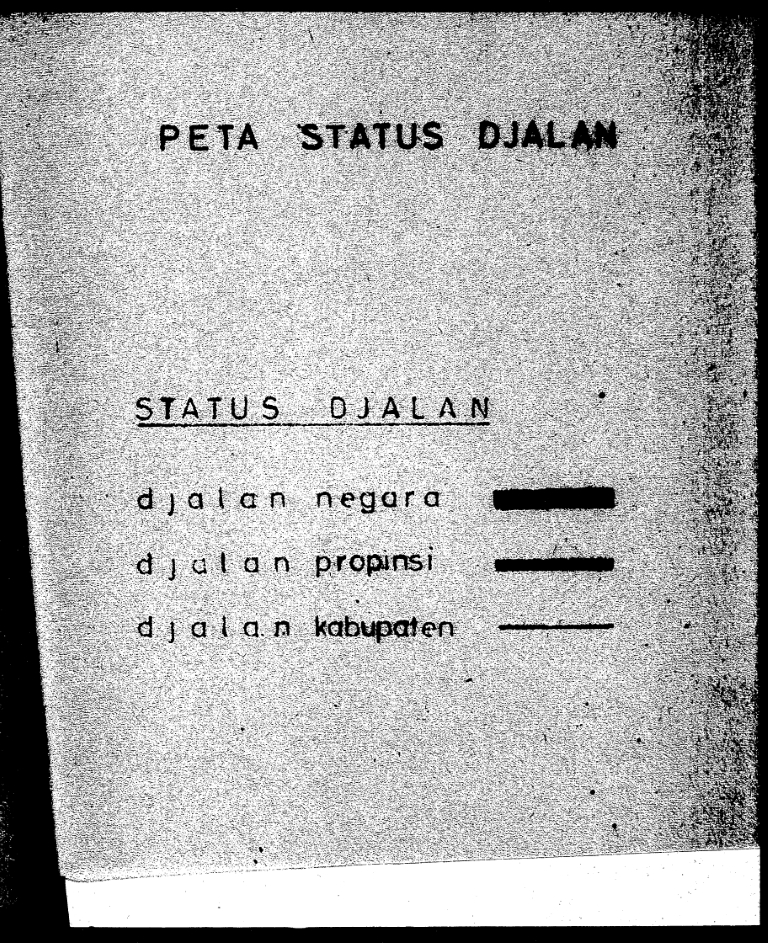 PETA STATUS DJALAN
STATUS DJALAN
djalan negara
djalan propinsi
djalan kabupaten